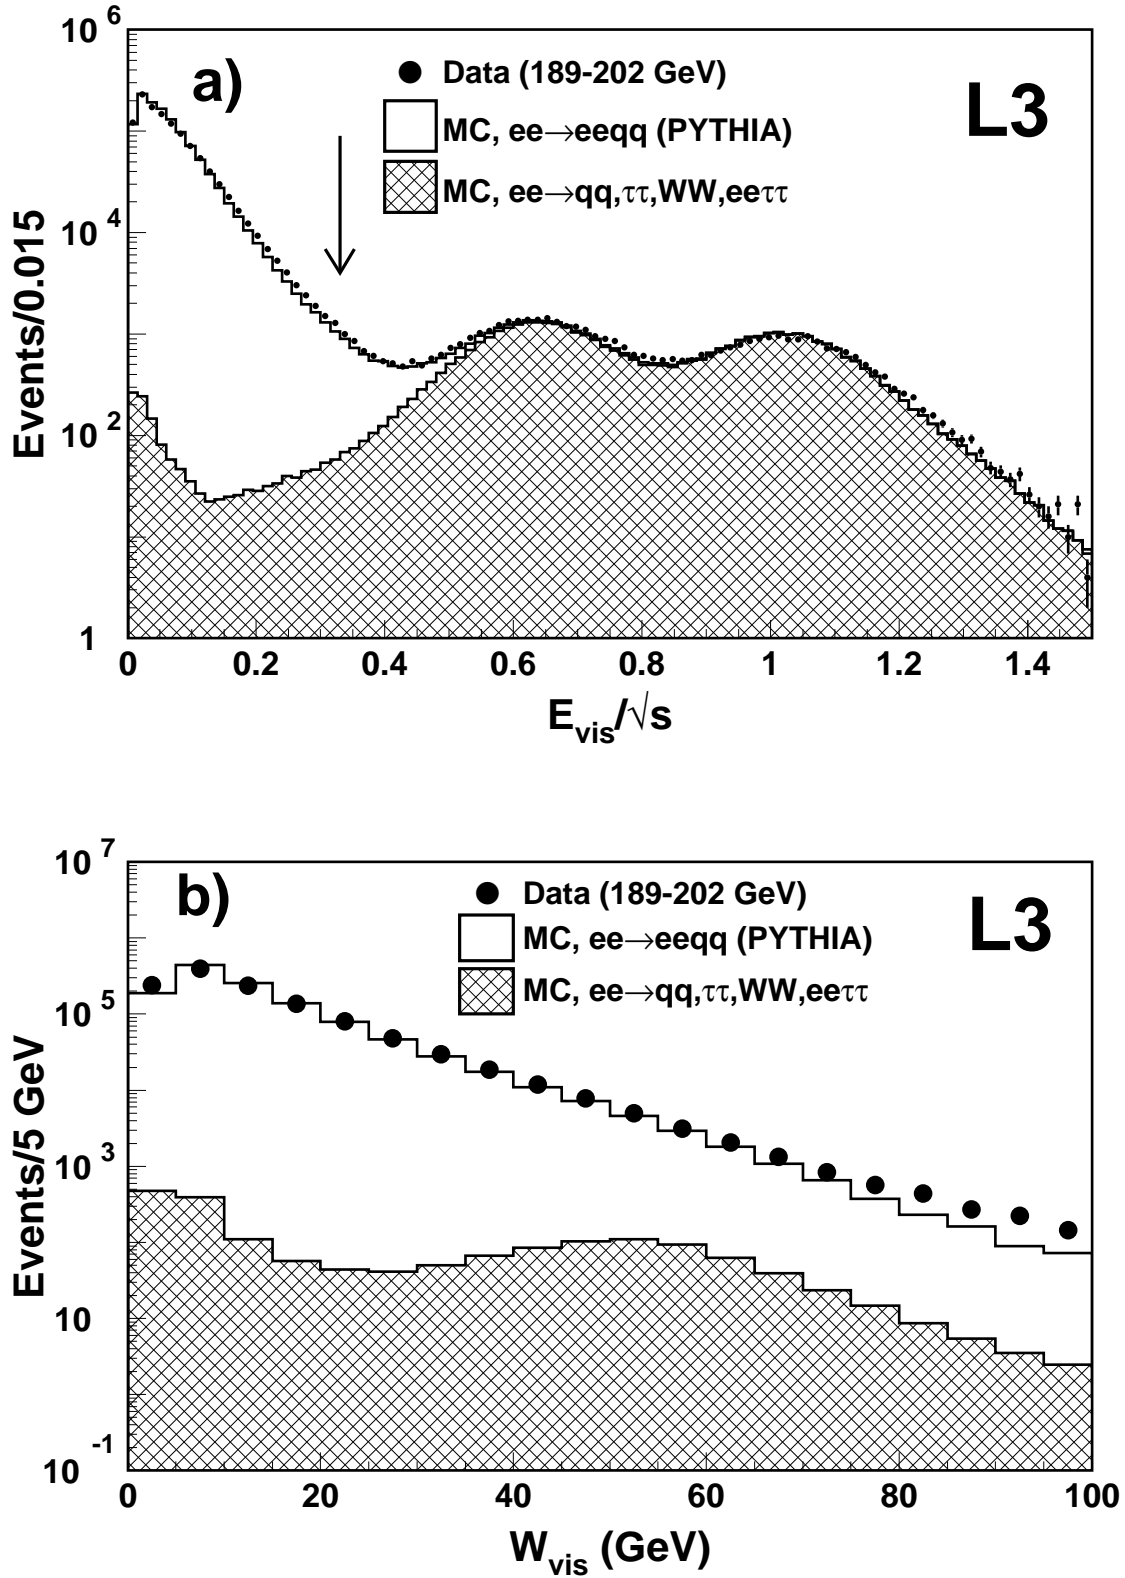 a)
L3
Data (189-202 GeV)
MC, ee→eeqq (PYTHIA)
MC, ee→qq,ττ,WW,eeττ
Events/0.015
10^6
10^4
10^2
1
0 0.2 0.4 0.6 0.8 1 1.2 1.4
E_vis/√s
b)
L3
Data (189-202 GeV)
MC, ee→eeqq (PYTHIA)
MC, ee→qq,ττ,WW,eeττ
Events/5 GeV
10^7
10^5
10^3
10
10^-1
0 20 40 60 80 100
W_vis (GeV)